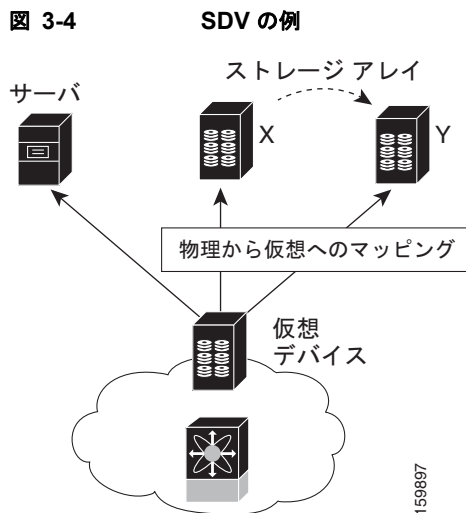 図 3-4 SDV の例
ストレージ アレイ
サーバ
X
Y
物理から仮想へのマッピング
仮想
デバイス
159897